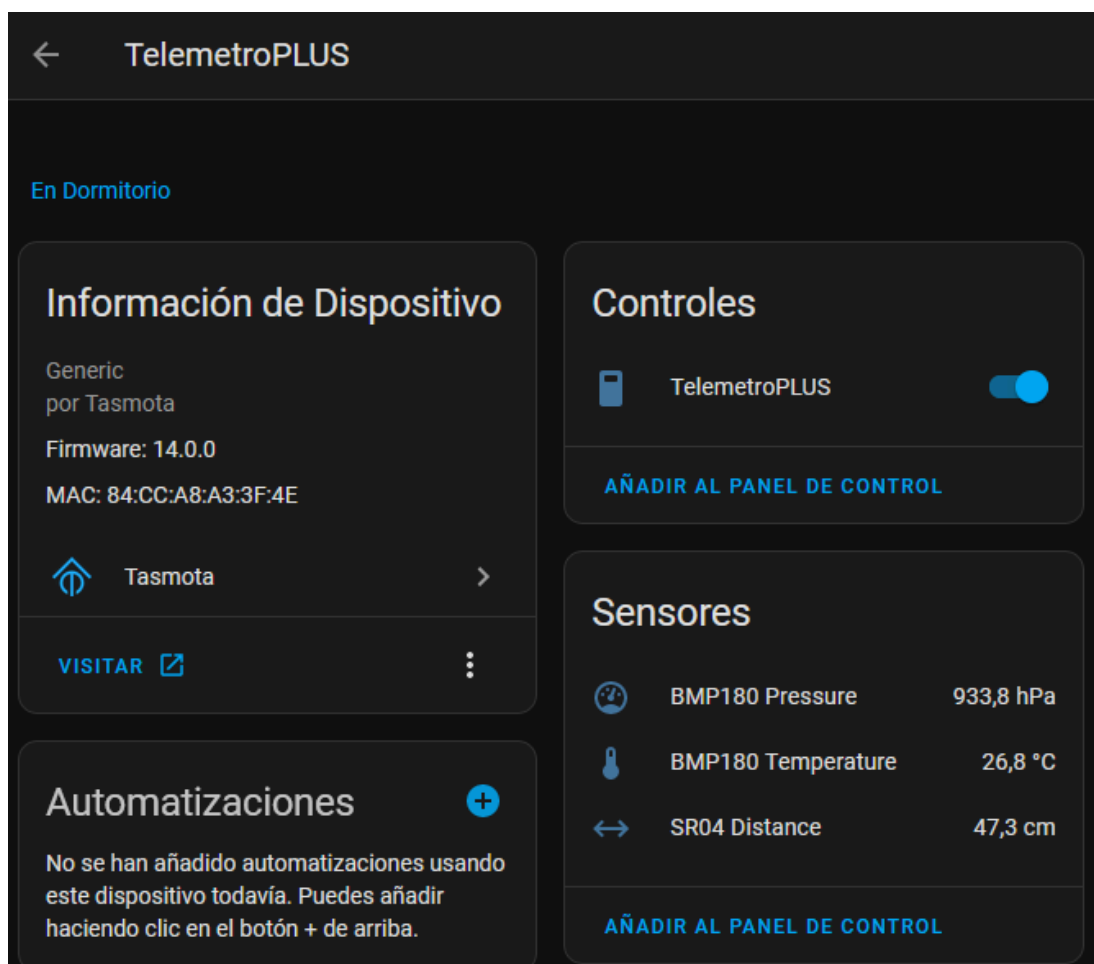 TelemetroPLUS
En Dormitorio
Información de Dispositivo
Generic
por Tasmota
Firmware: 14.0.0
MAC: 84:CC:A8:A3:3F:4E
Tasmota
VISITAR
Automatizaciones
No se han añadido automatizaciones usando
este dispositivo todavía. Puedes añadir
haciendo clic en el botón + de arriba.
Controles
TelemetroPLUS
AÑADIR AL PANEL DE CONTROL
Sensores
BMP180 Pressure 933,8 hPa
BMP180 Temperature 26,8 °C
SR04 Distance 47,3 cm
AÑADIR AL PANEL DE CONTROL